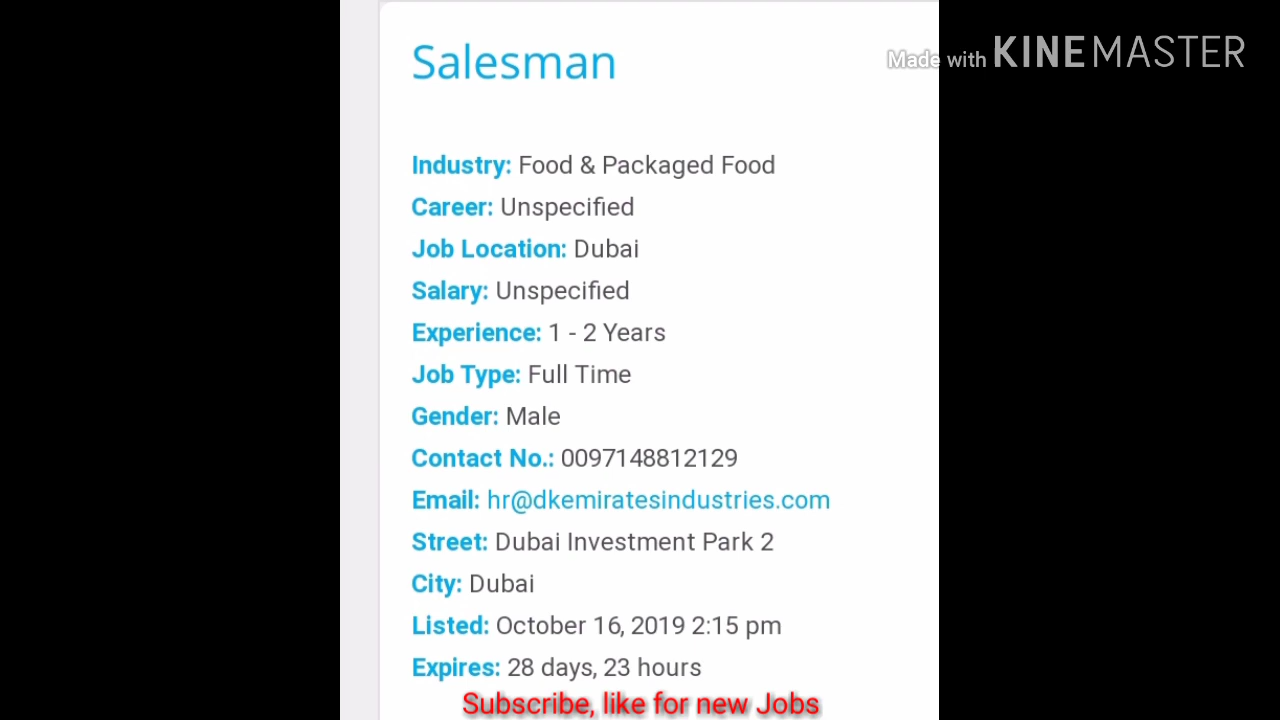 Salesman
Made with KINEMASTER
Industry: Food & Packaged Food
Career: Unspecified
Job Location: Dubai
Salary: Unspecified
Experience: 1 - 2 Years
Job Type: Full Time
Gender: Male
Contact No.: 0097148812129
Email: hr@dkemiratesindustries.com
Street: Dubai Investment Park 2
City: Dubai
Listed: October 16, 2019 2:15 pm
Expires: 28 days, 23 hours
Subscribe, like for new Jobs